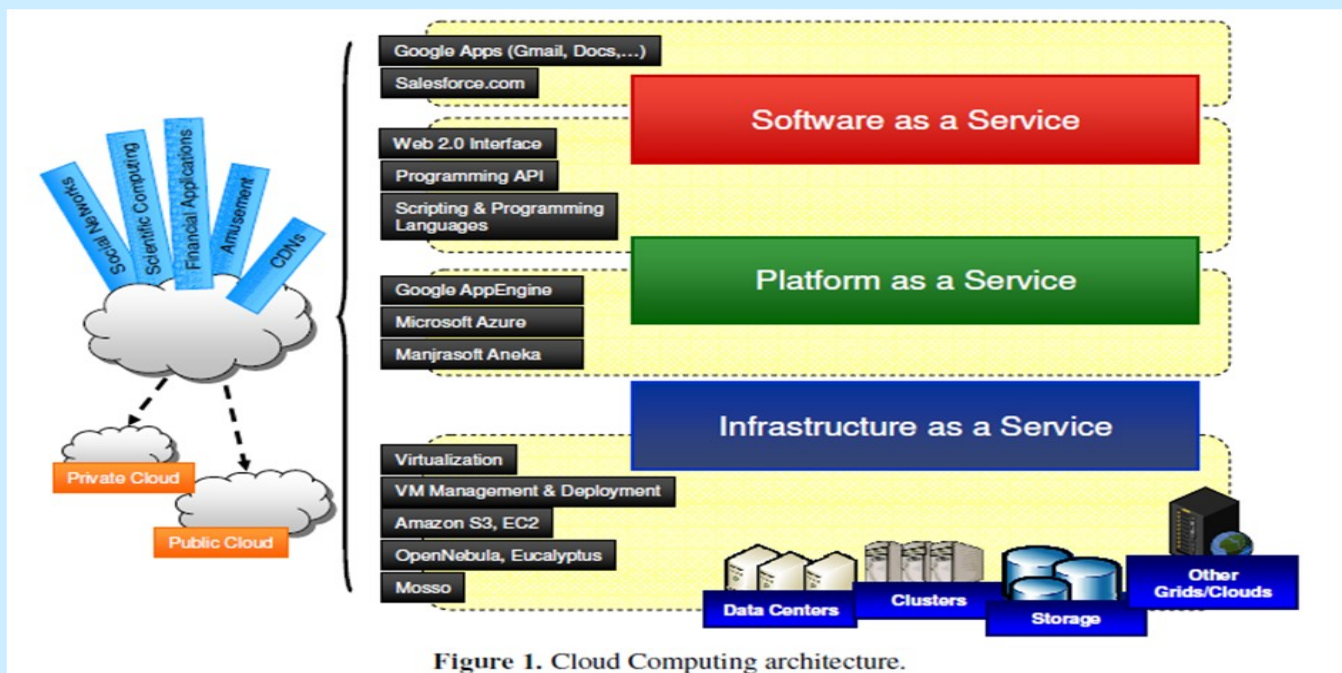 Social Networks
Scientific Computing
Financial Applications
Amusement
CDNs
Private Cloud
Public Cloud
Google Apps (Gmail, Docs,...)
Salesforce.com
Software as a Service
Web 2.0 Interface
Programming API
Scripting & Programming
Languages
Platform as a Service
Google AppEngine
Microsoft Azure
Manjrasoft Aneka
Infrastructure as a Service
Virtualization
VM Management & Deployment
Amazon S3, EC2
OpenNebula, Eucalyptus
Mosso
Data Centers
Clusters
Storage
Other
Grids/Clouds
Figure 1. Cloud Computing architecture.